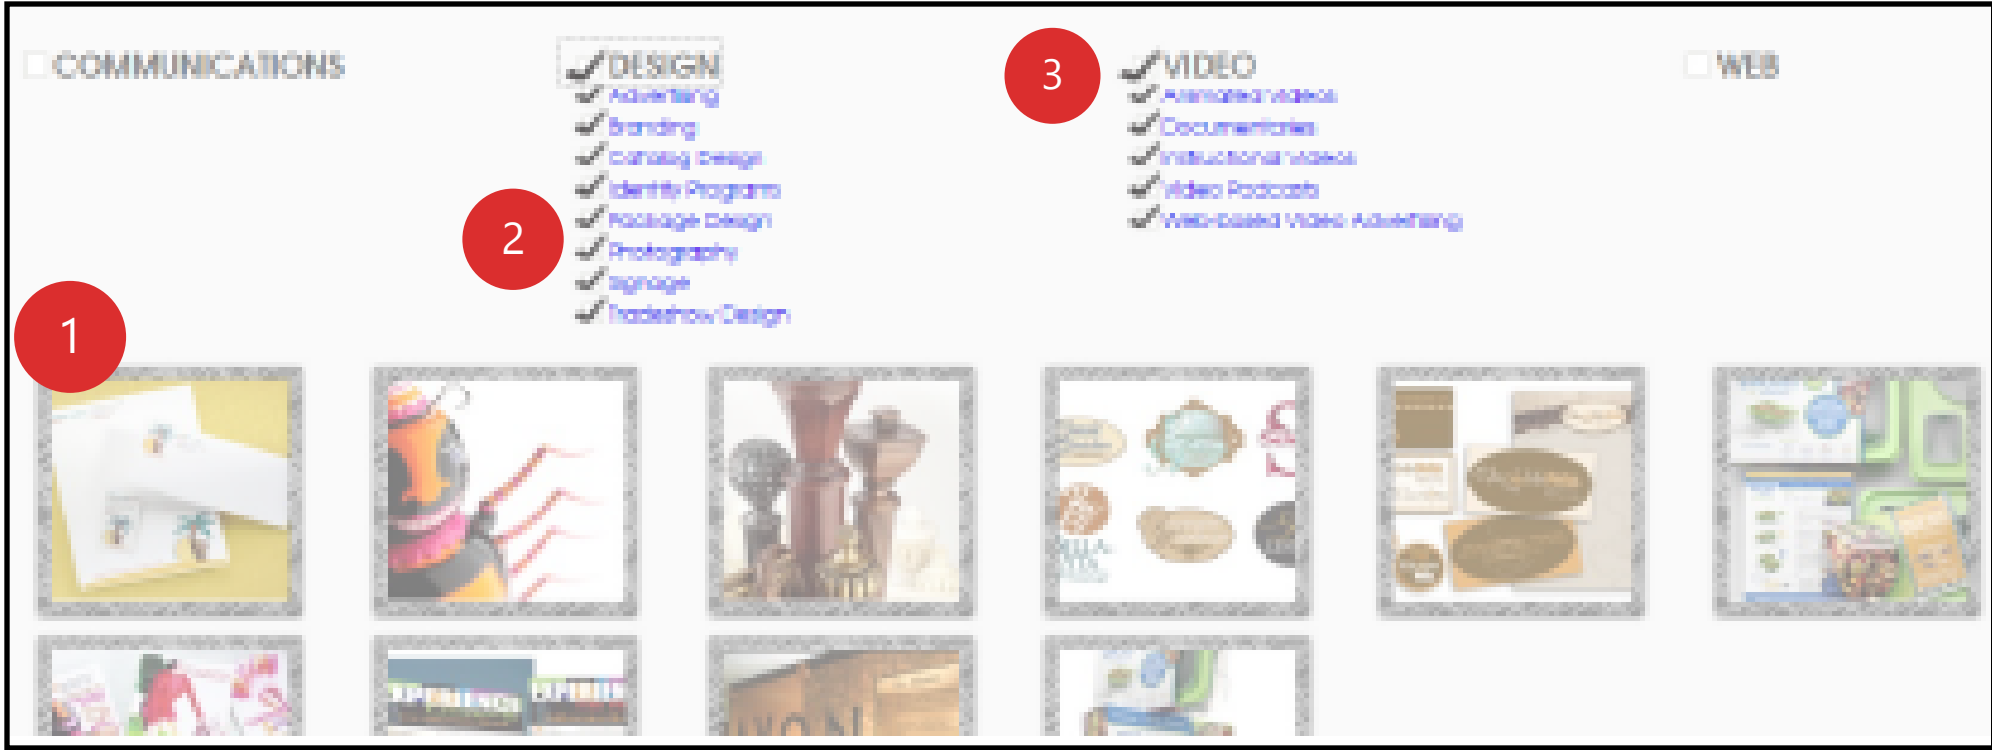 COMMUNICATIONS
DESIGN
Advertising
Branding
Catalog Design
Identity Programs
Package Design
Photography
Signage
Tradeshow Design
3
VIDEO
Animated Videos
Documentaries
Instructional Videos
Video Podcasts
Web-based Video Advertising
WEB
2
1
EXPERIENCE